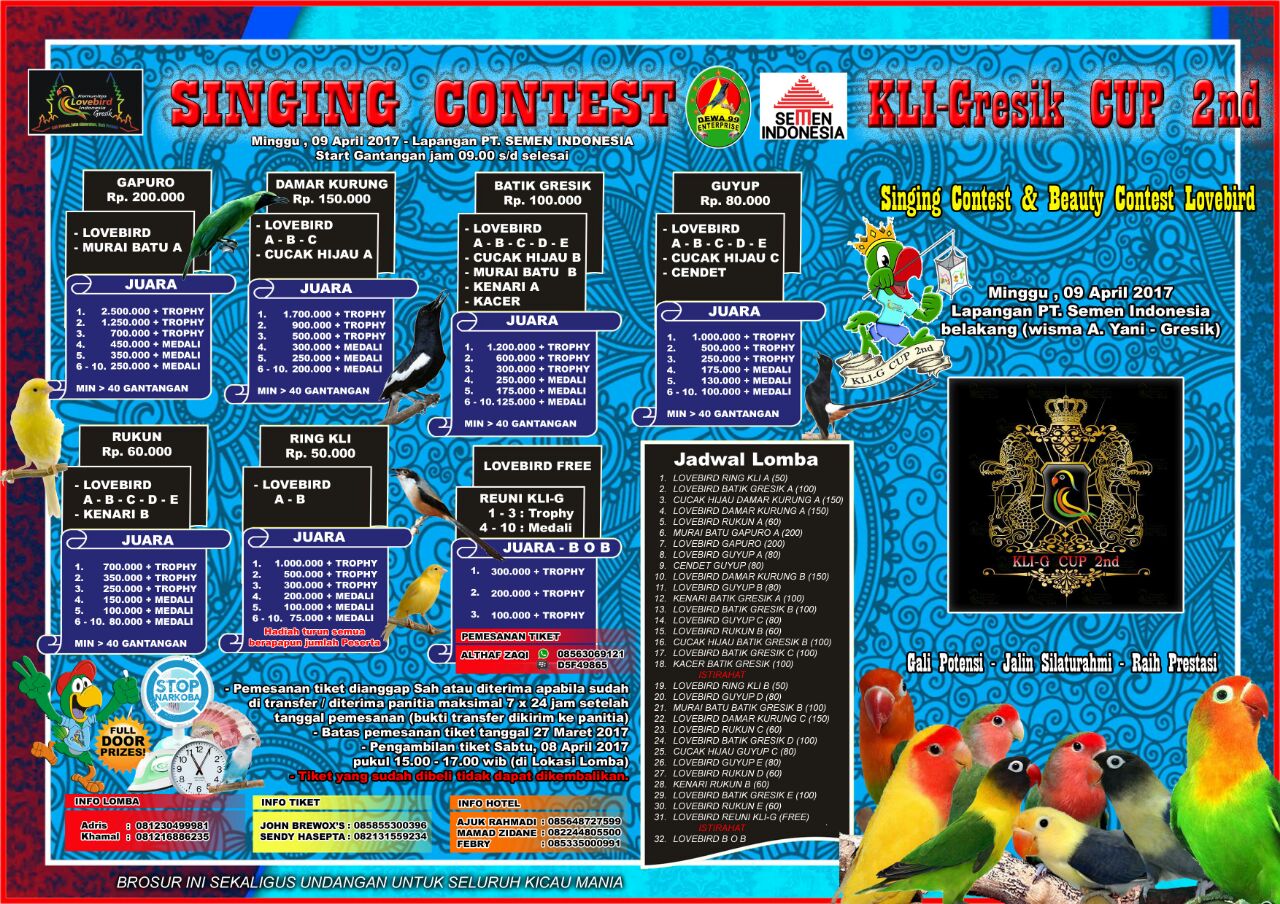 Komunitas
Lovebird
Indonesia
Gresik
SINGING CONTEST
DEWA 99
ENTERPRISE
SEMEN
INDONESIA
KLI-Gresik CUP 2nd
Minggu , 09 April 2017 - Lapangan PT. SEMEN INDONESIA
Start Gantangan jam 09.00 s/d selesai
GAPURO
Rp. 200.000
- LOVEBIRD
- MURAI BATU A
JUARA
1. 2.500.000 + TROPHY
2. 1.250.000 + TROPHY
3. 700.000 + TROPHY
4. 450.000 + MEDALI
5. 350.000 + MEDALI
6 - 10. 250.000 + MEDALI
MIN > 40 GANTANGAN
DAMAR KURUNG
Rp. 150.000
- LOVEBIRD
A - B - C
- CUCAK HIJAU A
JUARA
1. 1.700.000 + TROPHY
2. 900.000 + TROPHY
3. 500.000 + TROPHY
4. 300.000 + MEDALI
5. 250.000 + MEDALI
6 - 10. 200.000 + MEDALI
MIN > 40 GANTANGAN
BATIK GRESIK
Rp. 100.000
- LOVEBIRD
A - B - C - D - E
- CUCAK HIJAU B
- MURAI BATU B
- KENARI A
- KACER
JUARA
1. 1.200.000 + TROPHY
2. 600.000 + TROPHY
3. 300.000 + TROPHY
4. 250.000 + MEDALI
5. 175.000 + MEDALI
6 - 10. 125.000 + MEDALI
MIN > 40 GANTANGAN
GUYUP
Rp. 80.000
- LOVEBIRD
A - B - C - D - E
- CUCAK HIJAU C
- CENDET
JUARA
1. 1.000.000 + TROPHY
2. 500.000 + TROPHY
3. 250.000 + TROPHY
4. 175.000 + MEDALI
5. 130.000 + MEDALI
6 - 10. 100.000 + MEDALI
MIN > 40 GANTANGAN
Singing Contest & Beauty Contest Lovebird
KLI-G CUP 2nd
Minggu , 09 April 2017
Lapangan PT. Semen Indonesia
belakang (wisma A. Yani - Gresik)
RUKUN
Rp. 60.000
- LOVEBIRD
A - B - C - D - E
- KENARI B
JUARA
1. 700.000 + TROPHY
2. 350.000 + TROPHY
3. 250.000 + TROPHY
4. 150.000 + MEDALI
5. 100.000 + MEDALI
6 - 10. 80.000 + MEDALI
MIN > 40 GANTANGAN
RING KLI
Rp. 50.000
- LOVEBIRD
A - B
JUARA
1. 1.000.000 + TROPHY
2. 500.000 + TROPHY
3. 300.000 + TROPHY
4. 200.000 + MEDALI
5. 100.000 + MEDALI
6 - 10. 75.000 + MEDALI
Hadiah turun semua
berapapun jumlah Peserta
LOVEBIRD FREE
REUNI KLI-G
1 - 3 : Trophy
4 - 10 : Medali
JUARA - B O B
1. 300.000 + TROPHY
2. 200.000 + TROPHY
3. 100.000 + TROPHY
PEMESANAN TIKET
ALTHAF ZAQI 08563069121
D5F49865
Jadwal Lomba
1. LOVEBIRD RING KLI A (50)
2. LOVEBIRD BATIK GRESIK A (100)
3. CUCAK HIJAU DAMAR KURUNG A (150)
4. LOVEBIRD DAMAR KURUNG A (150)
5. LOVEBIRD RUKUN A (60)
6. MURAI BATU GAPURO A (200)
7. LOVEBIRD GAPURO (200)
8. LOVEBIRD GUYUP A (80)
9. CENDET GUYUP (80)
10. LOVEBIRD DAMAR KURUNG B (150)
11. LOVEBIRD GUYUP B (80)
12. KENARI BATIK GRESIK A (100)
13. LOVEBIRD BATIK GRESIK B (100)
14. LOVEBIRD GUYUP C (80)
15. LOVEBIRD RUKUN B (60)
16. CUCAK HIJAU BATIK GRESIK B (100)
17. LOVEBIRD BATIK GRESIK C (100)
18. KACER BATIK GRESIK (100)
ISTIRAHAT
19. LOVEBIRD RING KLI B (50)
20. LOVEBIRD GUYUP D (80)
21. MURAI BATU BATIK GRESIK B (100)
22. LOVEBIRD DAMAR KURUNG C (150)
23. LOVEBIRD RUKUN C (60)
24. LOVEBIRD BATIK GRESIK D (100)
25. CUCAK HIJAU GUYUP C (80)
26. LOVEBIRD GUYUP E (80)
27. LOVEBIRD RUKUN D (60)
28. KENARI RUKUN B (60)
29. LOVEBIRD BATIK GRESIK E (100)
30. LOVEBIRD RUKUN E (60)
31. LOVEBIRD REUNI KLI-G (FREE)
ISTIRAHAT
32. LOVEBIRD B O B
KLI-G CUP 2nd
Gali Potensi - Jalin Silaturahmi - Raih Prestasi
STOP
NARKOBA
FULL
DOOR
PRIZES!
- Pemesanan tiket dianggap Sah atau diterima apabila sudah
di transfer / diterima panitia maksimal 7 x 24 jam setelah
tanggal pemesanan (bukti transfer dikirim ke panitia)
- Batas pemesanan tiket tanggal 27 Maret 2017
- Pengambilan tiket Sabtu, 08 April 2017
pukul 15.00 - 17.00 wib (di Lokasi Lomba)
- Tiket yang sudah dibeli tidak dapat dikembalikan.
INFO LOMBA
Adris : 081230499981
Khamal : 081216886235
INFO TIKET
JOHN BREWOX'S : 085855300396
SENDY HASEPTA : 082131559234
INFO HOTEL
AJUK RAHMADI : 085648727599
MAMAD ZIDANE : 082244805500
FEBRY : 085335000991
BROSUR INI SEKALIGUS UNDANGAN UNTUK SELURUH KICAU MANIA